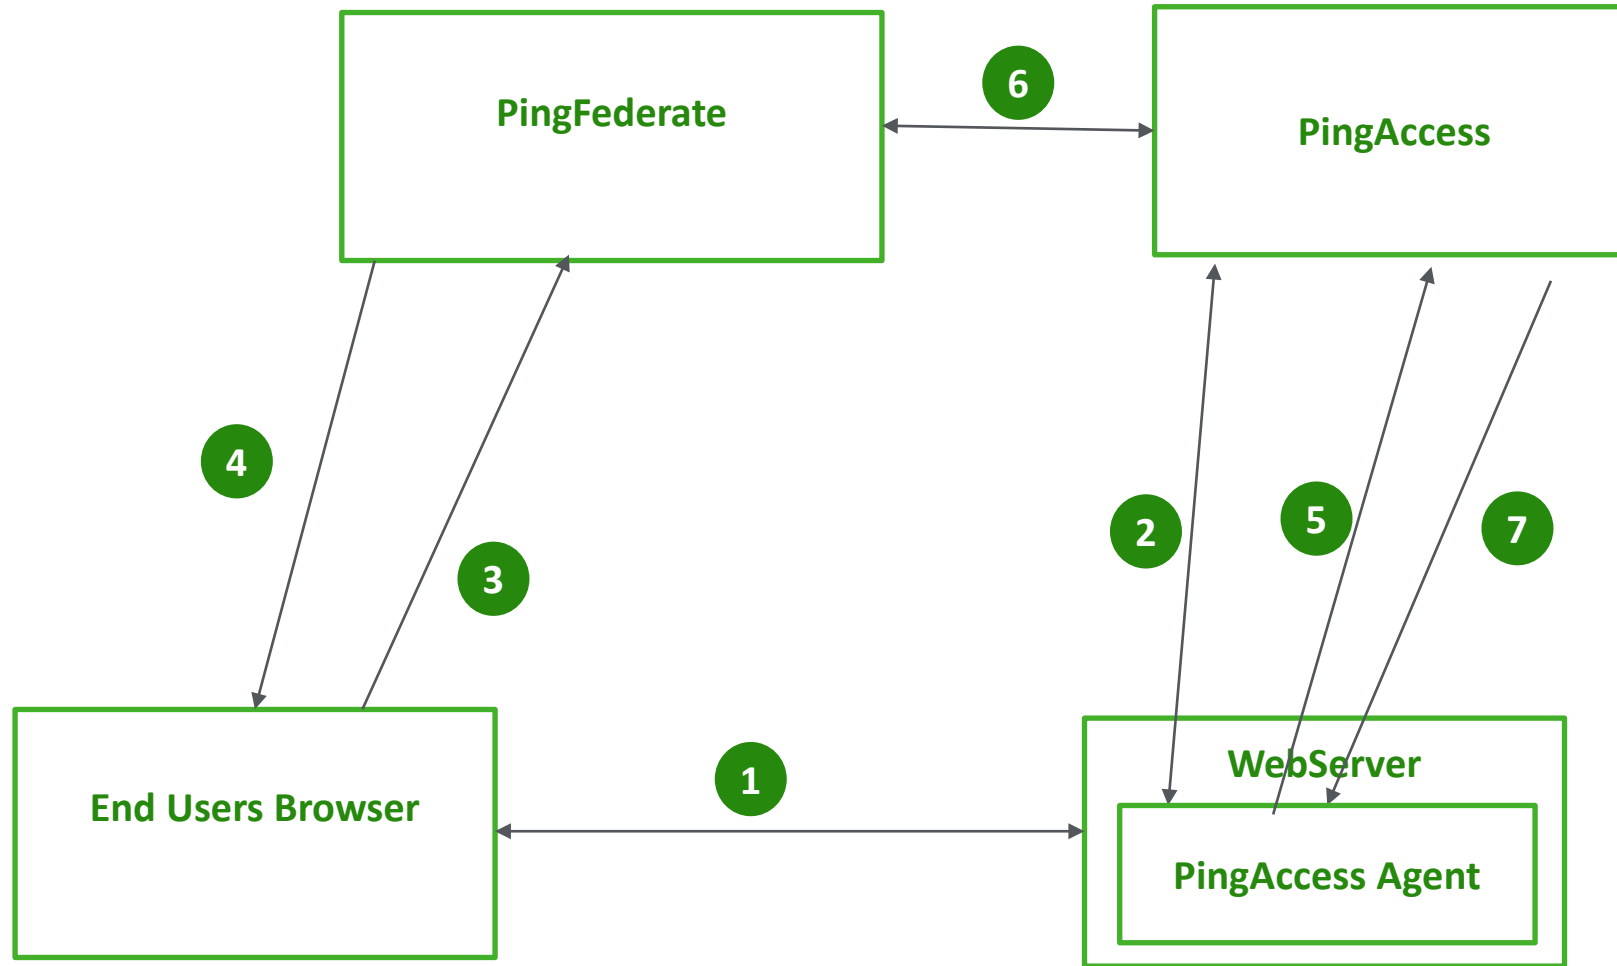 PingFederate
6
PingAccess
4
3
2
5
7
End Users Browser
1
WebServer
PingAccess Agent